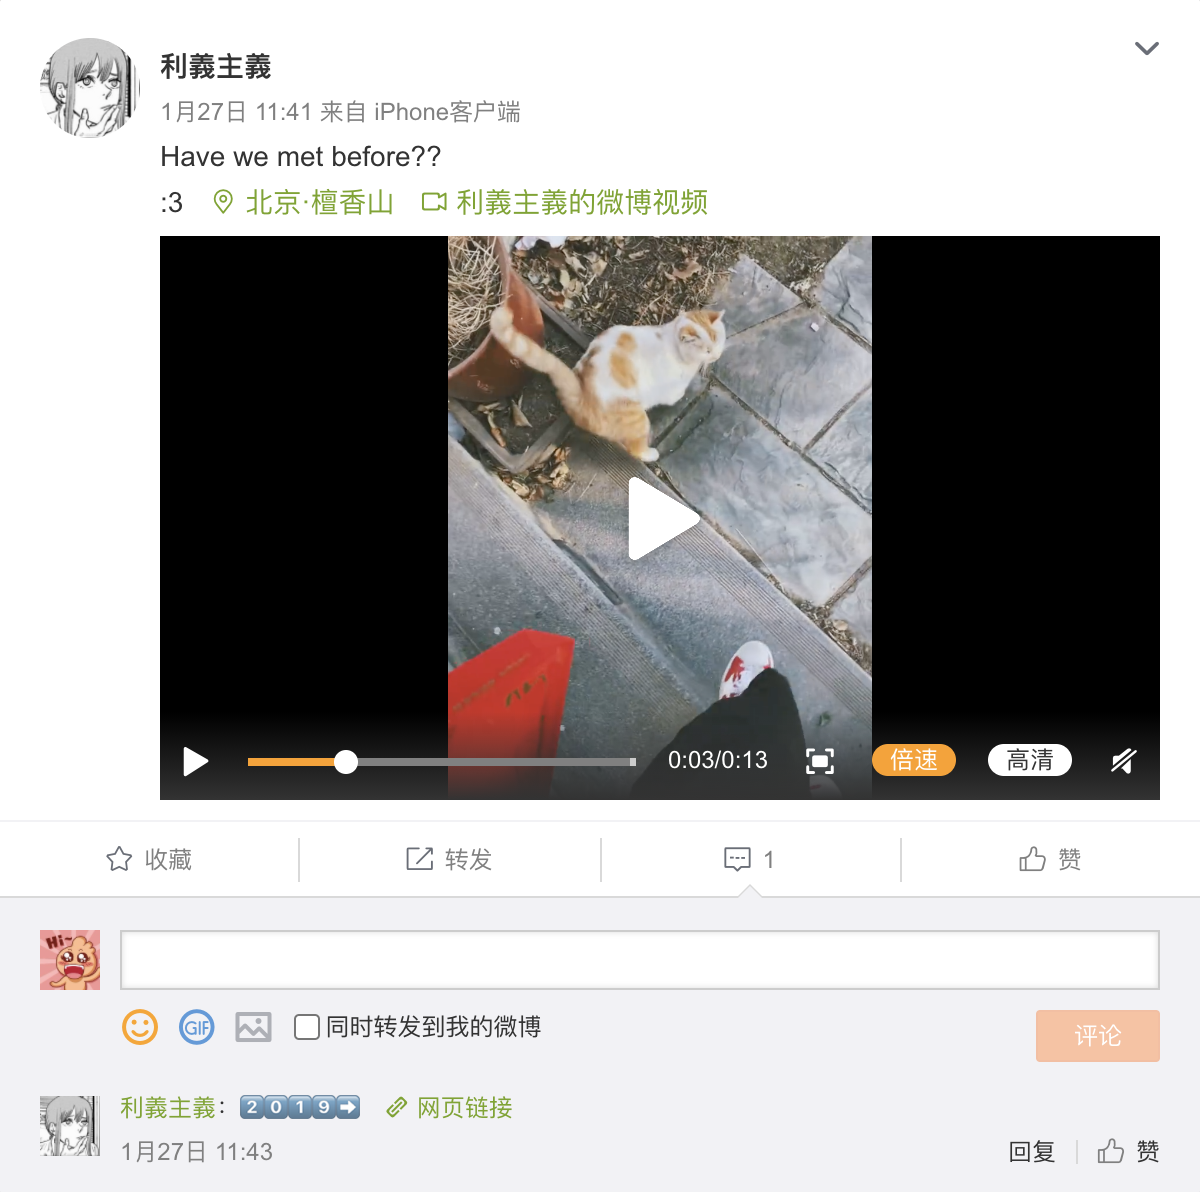 利義主義
1月27日 11:41 来自 iPhone客户端
Have we met before??
:3 北京·檀香山 利義主義的微博视频
0:03/0:13 倍速 高清
收藏 转发 1 赞
Hi~
GIF 同时转发到我的微博
评论
利義主義：2019➡ 网页链接
1月27日 11:43 回复 赞